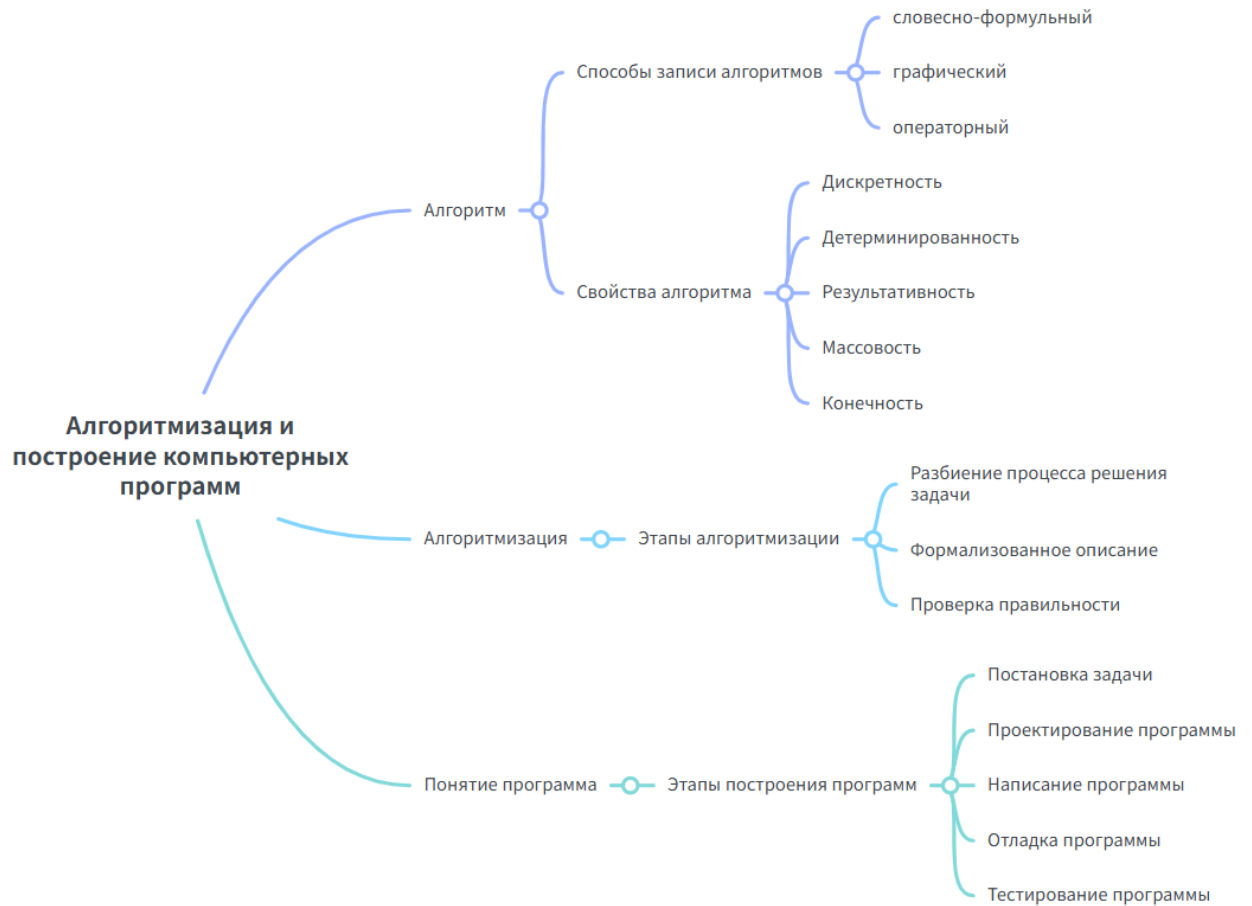 словесно-формульный
Способы записи алгоритмов
графический
операторный
Дискретность
Алгоритм
Детерминированность
Свойства алгоритма
Результативность
Массовость
Конечность
Алгоритмизация и
построение компьютерных
программ
Разбиение процесса решения
задачи
Алгоритмизация
Этапы алгоритмизации
Формализованное описание
Проверка правильности
Постановка задачи
Проектирование программы
Понятие программа
Этапы построения программ
Написание программы
Отладка программы
Тестирование программы